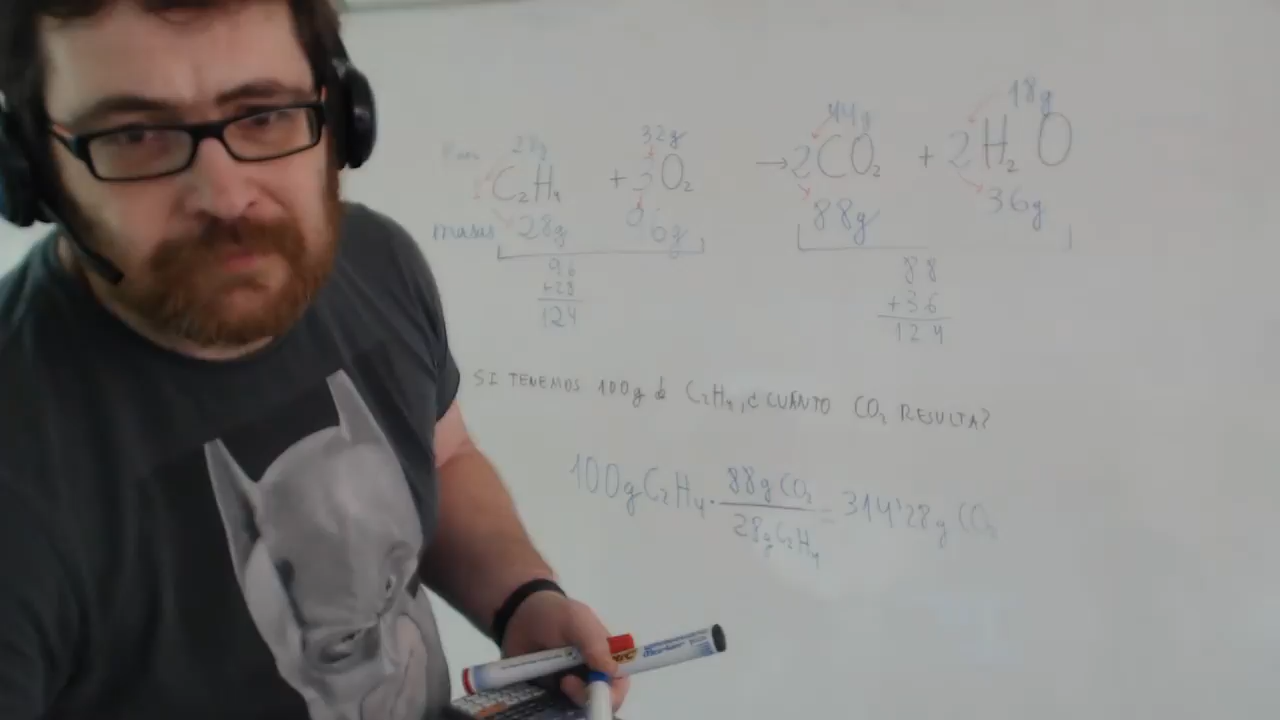 28g 32g 44g 18g
C₂H₄ + 3O₂ → 2CO₂ + 2H₂O
masas 28g 96g 88g 36g
96 88
+28 +36
124 124
SI TENEMOS 100g de C₂H₄, ¿CUÁNTO CO₂ RESULTA?
100g C₂H₄ · 88g CO₂ / 28g C₂H₄ = 314'28g CO₂